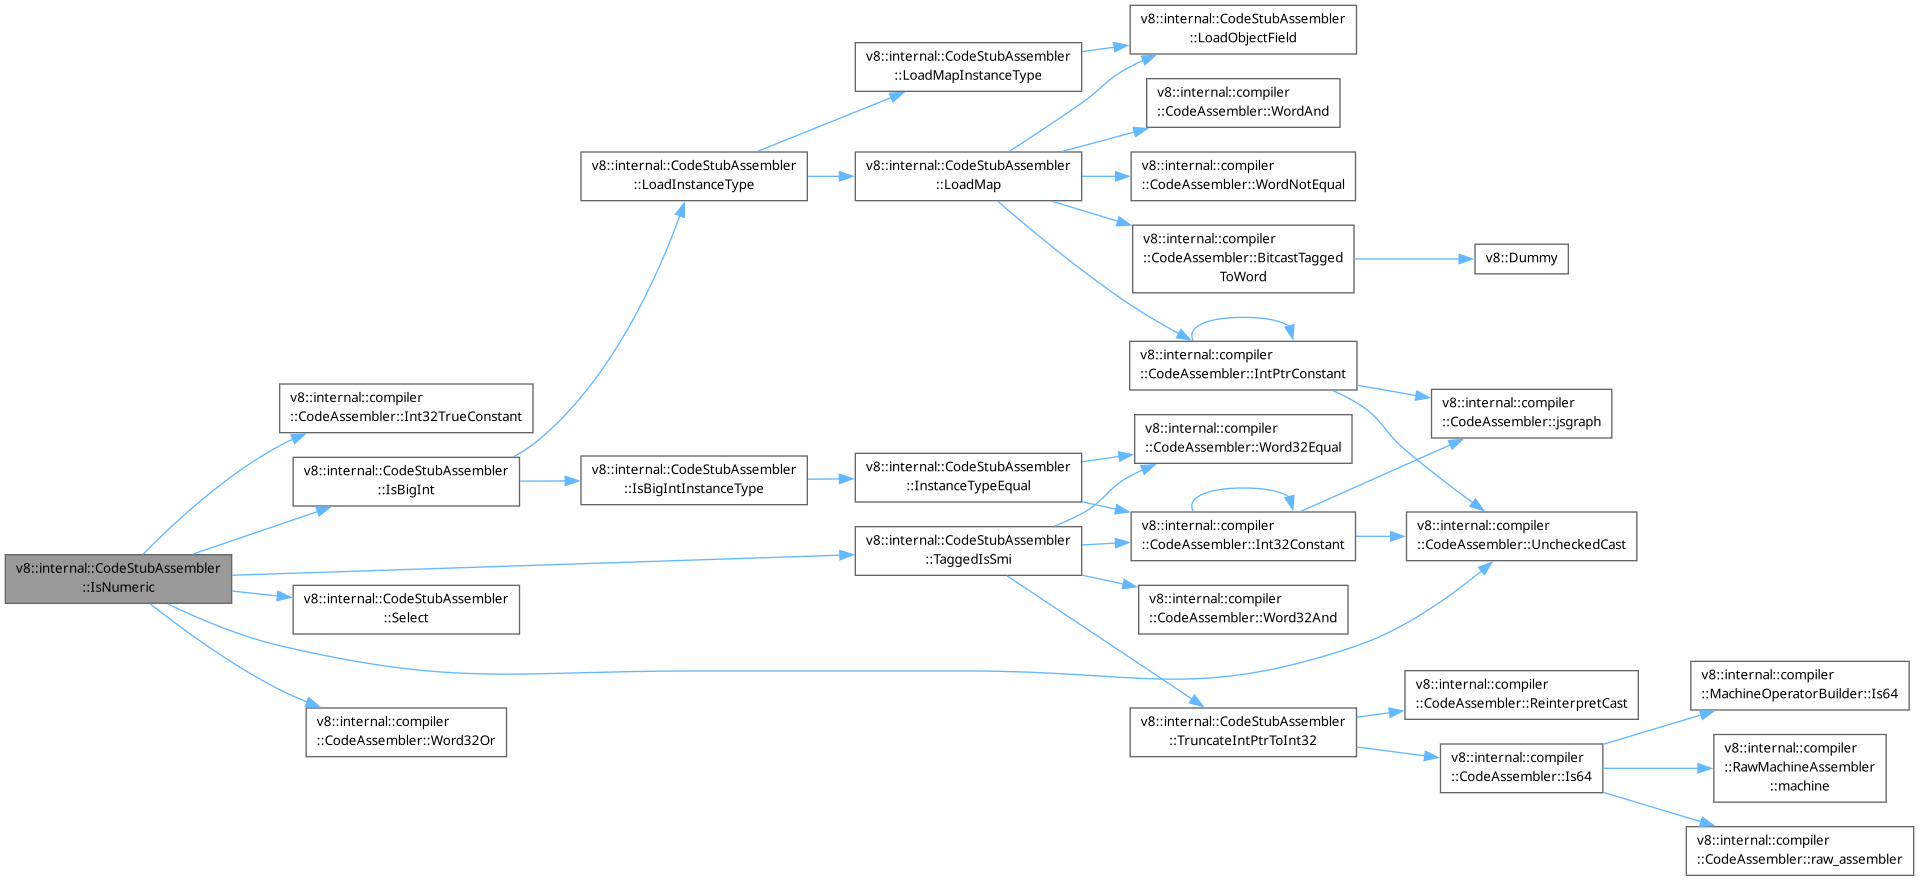 v8::internal::CodeStubAssembler
::IsNumeric
v8::internal::compiler
::CodeAssembler::Int32TrueConstant
v8::internal::CodeStubAssembler
::IsBigInt
v8::internal::CodeStubAssembler
::Select
v8::internal::compiler
::CodeAssembler::Word32Or
v8::internal::CodeStubAssembler
::LoadInstanceType
v8::internal::CodeStubAssembler
::IsBigIntInstanceType
v8::internal::CodeStubAssembler
::LoadMapInstanceType
v8::internal::CodeStubAssembler
::LoadMap
v8::internal::CodeStubAssembler
::InstanceTypeEqual
v8::internal::CodeStubAssembler
::TaggedIsSmi
v8::internal::CodeStubAssembler
::LoadObjectField
v8::internal::compiler
::CodeAssembler::WordAnd
v8::internal::compiler
::CodeAssembler::WordNotEqual
v8::internal::compiler
::CodeAssembler::BitcastTagged
ToWord
v8::internal::compiler
::CodeAssembler::IntPtrConstant
v8::internal::compiler
::CodeAssembler::Word32Equal
v8::internal::compiler
::CodeAssembler::Int32Constant
v8::internal::compiler
::CodeAssembler::Word32And
v8::internal::CodeStubAssembler
::TruncateIntPtrToInt32
v8::Dummy
v8::internal::compiler
::CodeAssembler::jsgraph
v8::internal::compiler
::CodeAssembler::UncheckedCast
v8::internal::compiler
::CodeAssembler::ReinterpretCast
v8::internal::compiler
::CodeAssembler::Is64
v8::internal::compiler
::MachineOperatorBuilder::Is64
v8::internal::compiler
::RawMachineAssembler
::machine
v8::internal::compiler
::CodeAssembler::raw_assembler